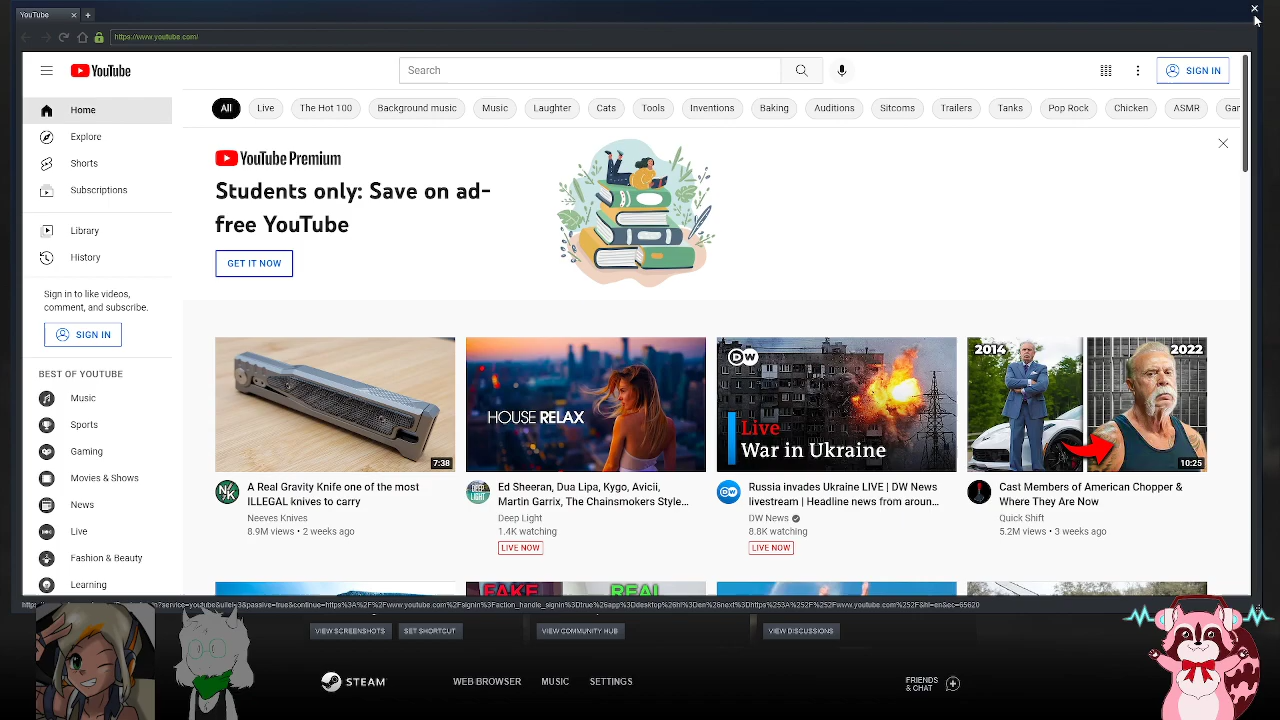 YouTube
https://www.youtube.com/
YouTube
Search
SIGN IN
All
Live
The Hot 100
Background music
Music
Laughter
Cats
Tools
Inventions
Baking
Auditions
Sitcoms
Trailers
Tanks
Pop Rock
Chicken
ASMR
Home
Explore
Shorts
Subscriptions
Library
History
Sign in to like videos,
comment, and subscribe.
SIGN IN
BEST OF YOUTUBE
Music
Sports
Gaming
Movies & Shows
News
Live
Fashion & Beauty
Learning
YouTube Premium
Students only: Save on ad-
free YouTube
GET IT NOW
7:38
A Real Gravity Knife one of the most
ILLEGAL knives to carry
Neeves Knives
8.9M views • 2 weeks ago
HOUSE RELAX
DEEP
LIGHT
Ed Sheeran, Dua Lipa, Kygo, Avicii,
Martin Garrix, The Chainsmokers Style...
Deep Light
1.4K watching
LIVE NOW
DW
Live
War in Ukraine
DW
Russia invades Ukraine LIVE | DW News
livestream | Headline news from aroun...
DW News
8.8K watching
LIVE NOW
2014
2022
10:25
Cast Members of American Chopper &
Where They Are Now
Quick Shift
5.2M views • 3 weeks ago
FAKE
REAL
VIEW SCREENSHOTS
SET SHORTCUT
VIEW COMMUNITY HUB
VIEW DISCUSSIONS
STEAM
WEB BROWSER
MUSIC
SETTINGS
FRIENDS
& CHAT